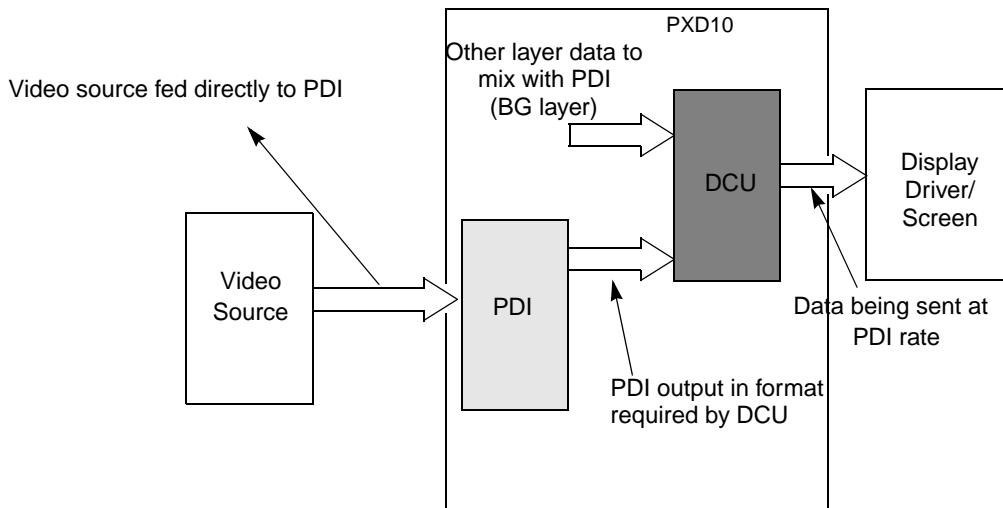 PXD10
Other layer data to
mix with PDI
(BG layer)
Video source fed directly to PDI
DCU
Display
Driver/
Screen
Video
Source
PDI
Data being sent at
PDI rate
PDI output in format
required by DCU